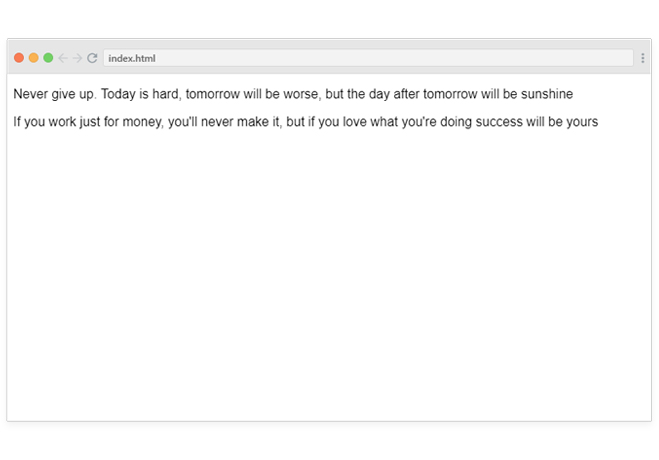 index.html
Never give up. Today is hard, tomorrow will be worse, but the day after tomorrow will be sunshine
If you work just for money, you'll never make it, but if you love what you're doing success will be yours